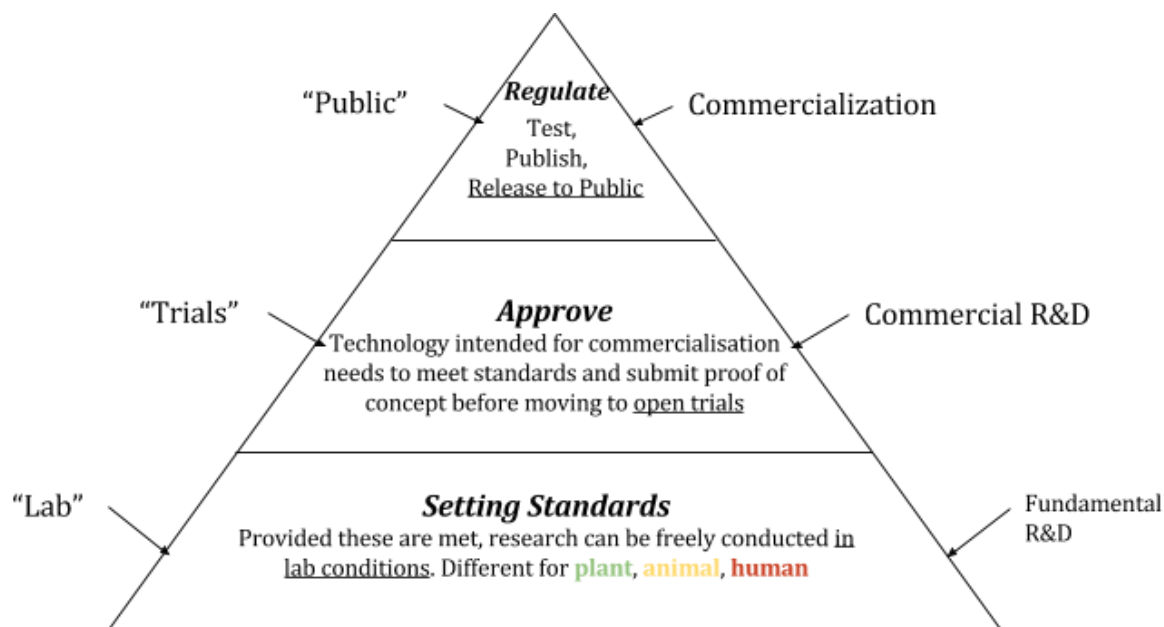 “Public”
Regulate
Commercialization
Test,
Publish,
Release to Public
“Trials”
Approve
Commercial R&D
Technology intended for commercialisation
needs to meet standards and submit proof of
concept before moving to open trials
“Lab”
Setting Standards
Fundamental
R&D
Provided these are met, research can be freely conducted in
lab conditions. Different for plant, animal, human